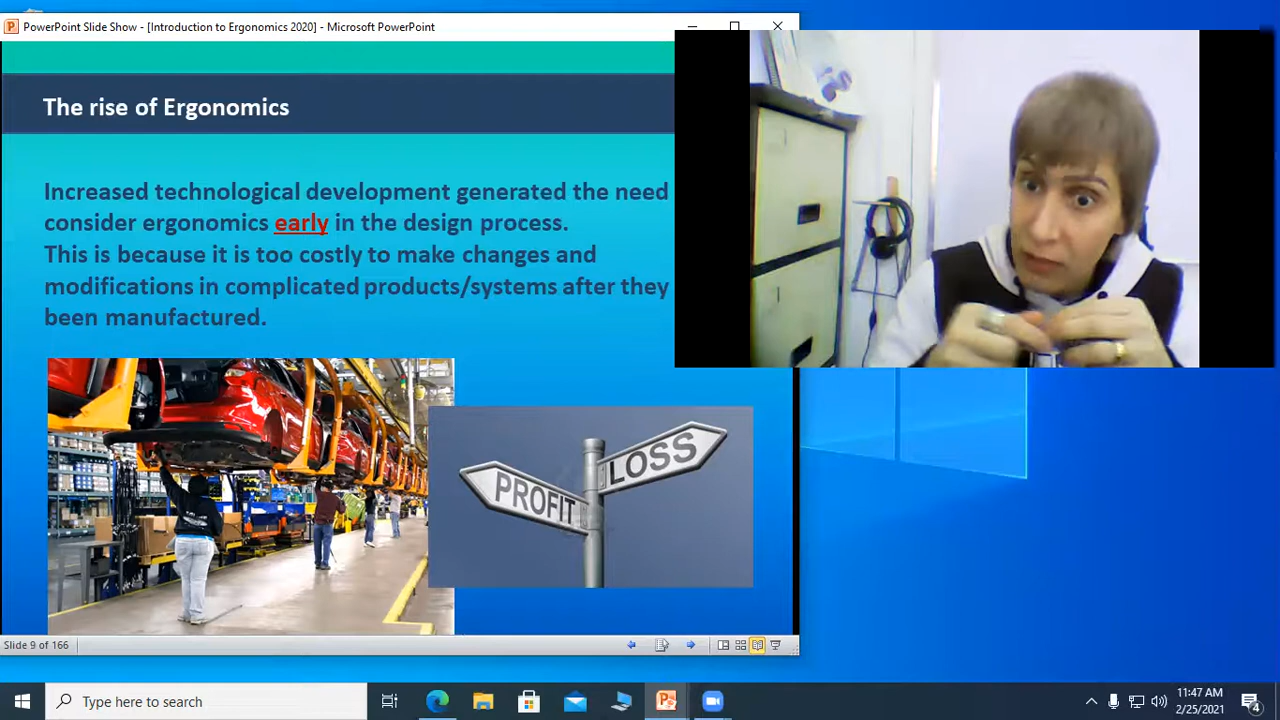 PowerPoint Slide Show - [Introduction to Ergonomics 2020] - Microsoft PowerPoint
The rise of Ergonomics
Increased technological development generated the need
consider ergonomics early in the design process.
This is because it is too costly to make changes and
modifications in complicated products/systems after they
been manufactured.
LOSS
PROFIT
Slide 9 of 166
Type here to search
11:47 AM
2/25/2021
4